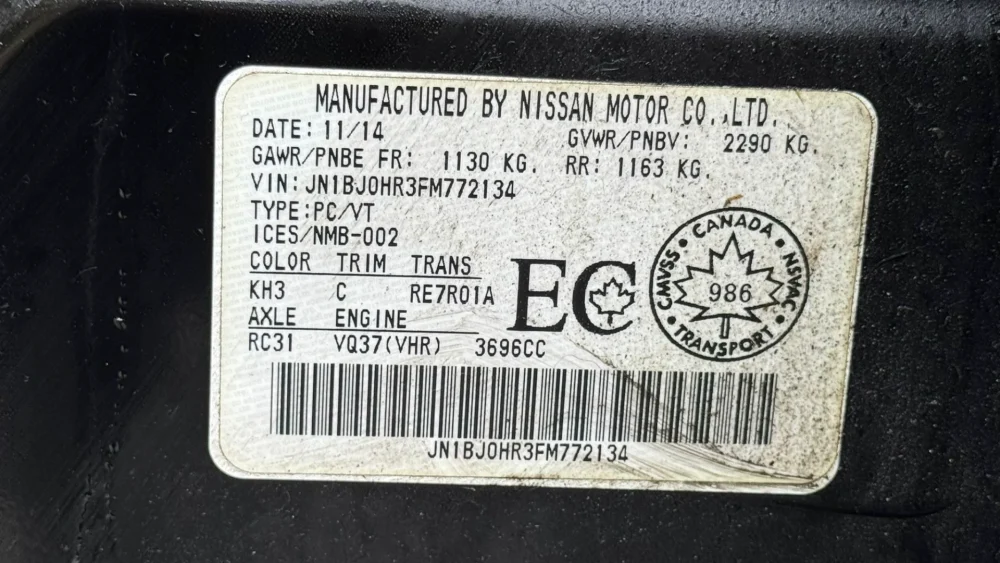 MANUFACTURED BY NISSAN MOTOR CO.,LTD.
DATE: 11/14 GVWR/PNBV: 2290 KG.
GAWR/PNBE FR: 1130 KG. RR: 1163 KG.
VIN: JN1BJ0HR3FM772134
TYPE:PC/VT
ICES/NMB-002
COLOR TRIM TRANS
KH3 C RE7R01A
AXLE ENGINE
RC31 VQ37(VHR) 3696CC
EC
CANADA
CMVSS • NSVAC
986
• TRANSPORT •
JN1BJ0HR3FM772134